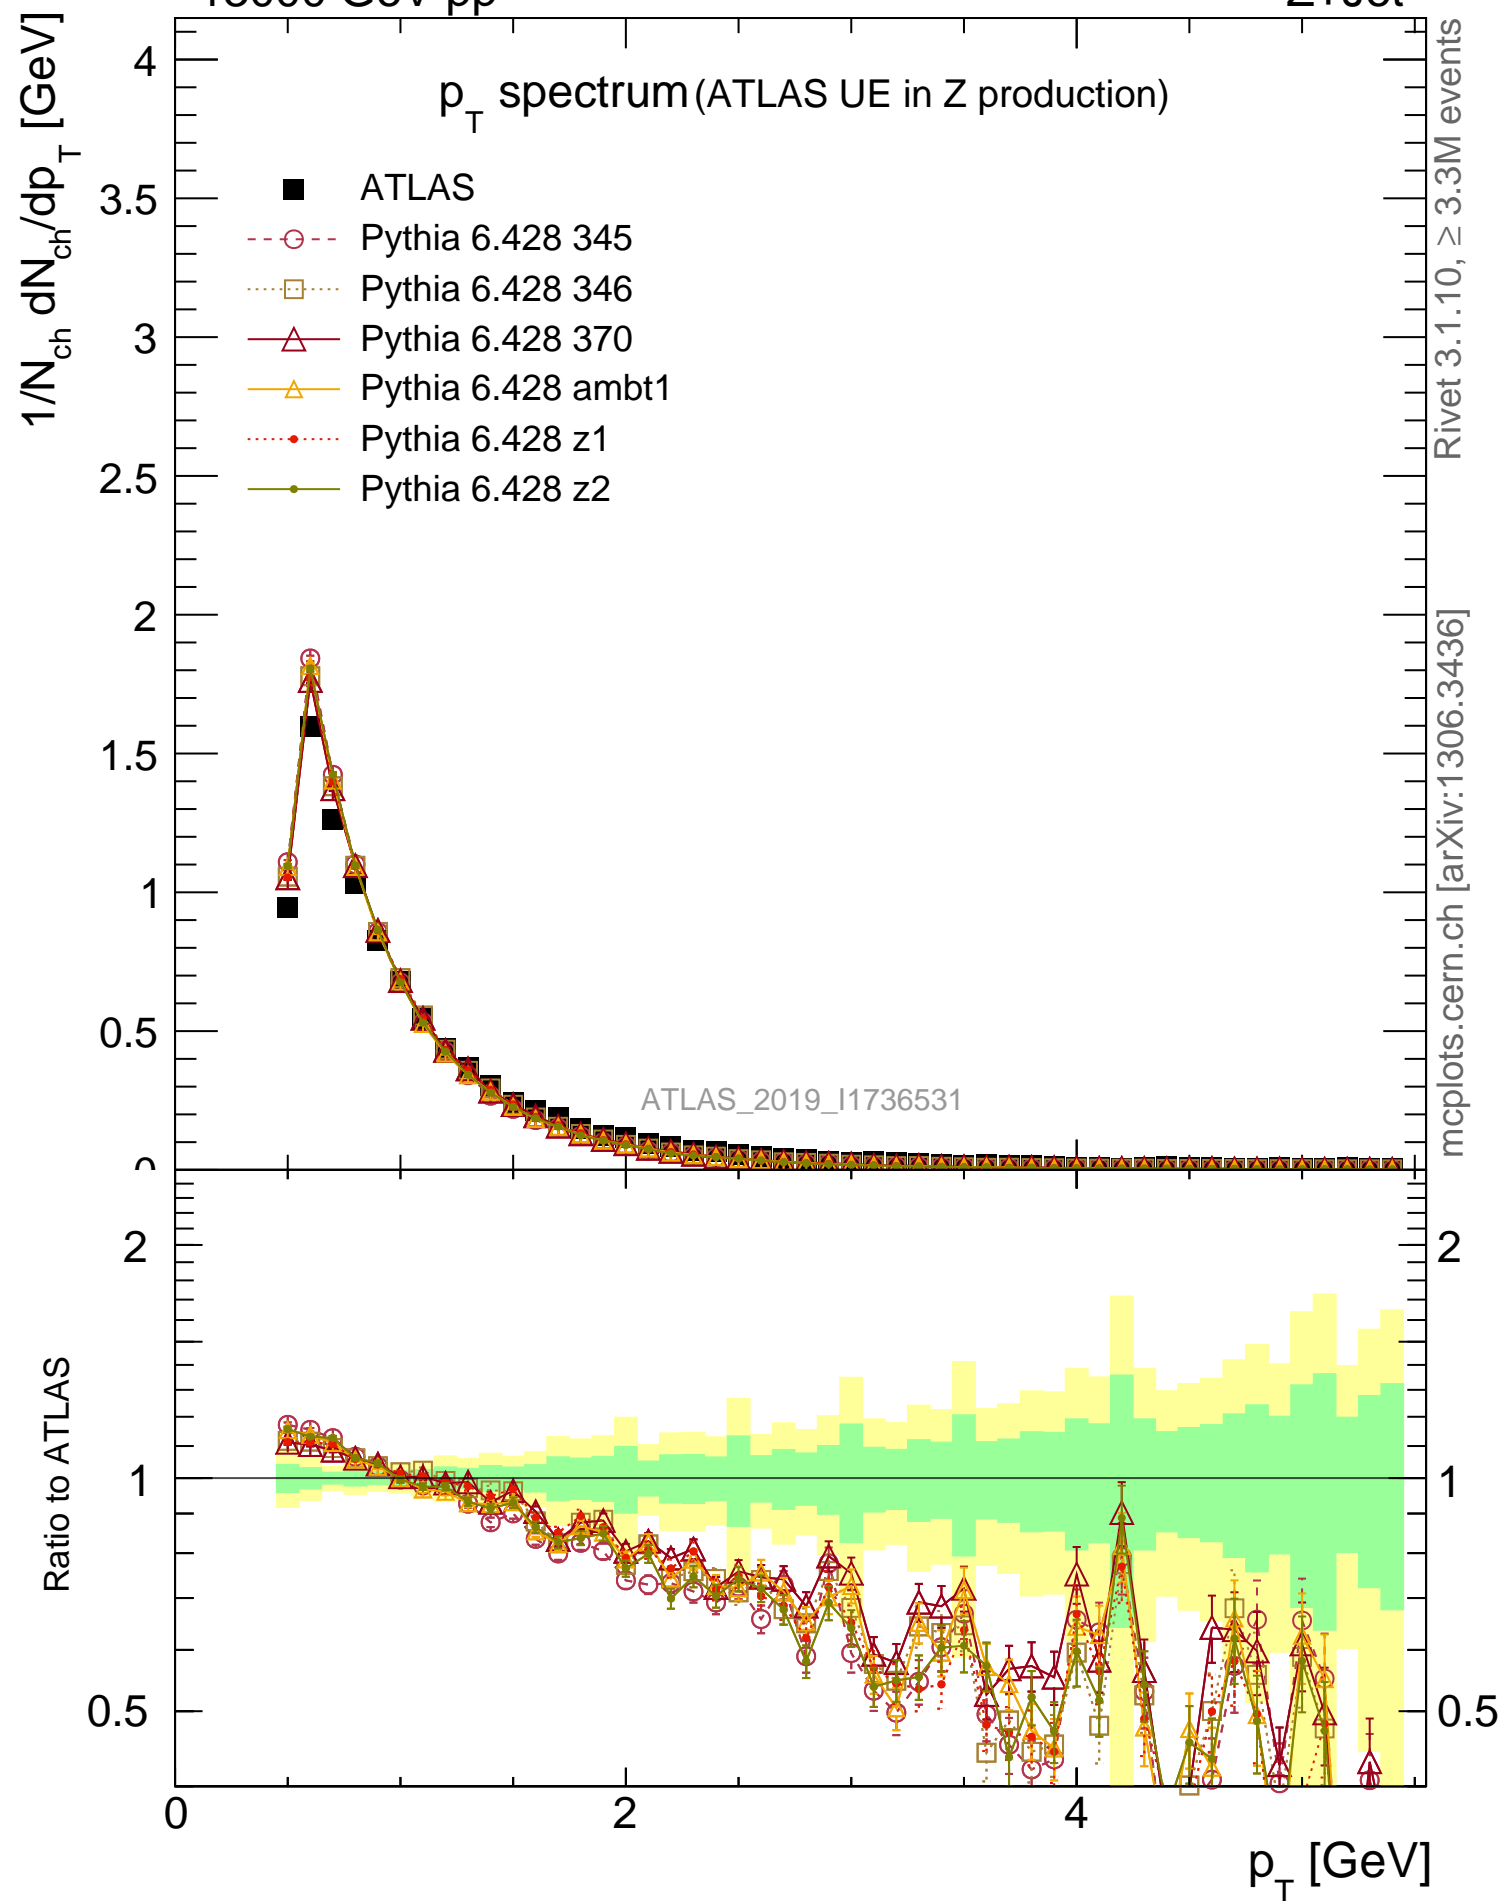 1/N_ch dN_ch/dp_T [GeV]
p_T spectrum (ATLAS UE in Z production)
ATLAS
Pythia 6.428 345
Pythia 6.428 346
Pythia 6.428 370
Pythia 6.428 ambt1
Pythia 6.428 z1
Pythia 6.428 z2
4
3.5
3
2.5
2
1.5
1
0.5
0
ATLAS_2019_I1736531
Rivet 3.1.10, ≥ 3.3M events
mcplots.cern.ch [arXiv:1306.3436]
Ratio to ATLAS
2
1
0.5
2
1
0.5
0
2
4
p_T [GeV]